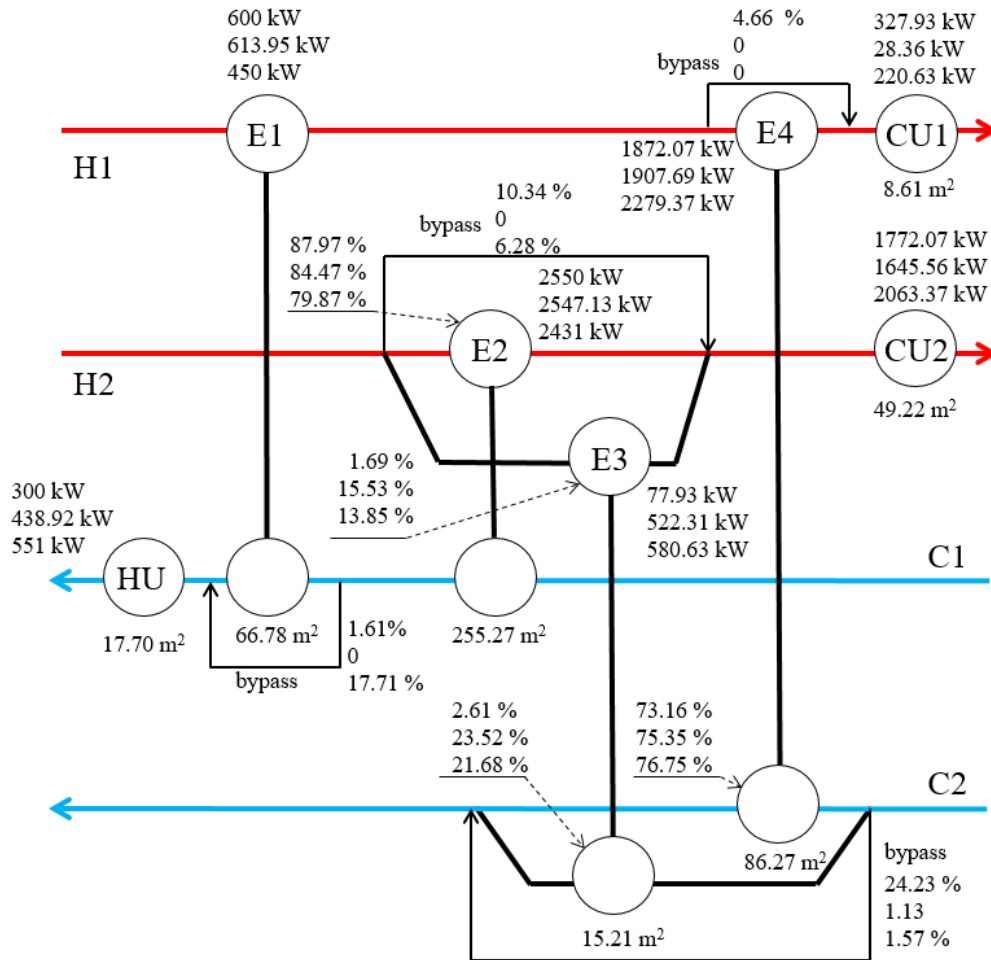 600 kW
613.95 kW
450 kW
4.66 %
0
0
bypass
327.93 kW
28.36 kW
220.63 kW
E1
E4
CU1
H1
1872.07 kW
1907.69 kW
2279.37 kW
8.61 m²
10.34 %
0
6.28 %
bypass
87.97 %
84.47 %
79.87 %
2550 kW
2547.13 kW
2431 kW
1772.07 kW
1645.56 kW
2063.37 kW
E2
CU2
H2
49.22 m²
E3
1.69 %
15.53 %
13.85 %
77.93 kW
522.31 kW
580.63 kW
300 kW
438.92 kW
551 kW
HU
C1
17.70 m²
66.78 m²
255.27 m²
1.61%
0
17.71 %
bypass
2.61 %
23.52 %
21.68 %
73.16 %
75.35 %
76.75 %
C2
86.27 m²
15.21 m²
bypass
24.23 %
1.13
1.57 %